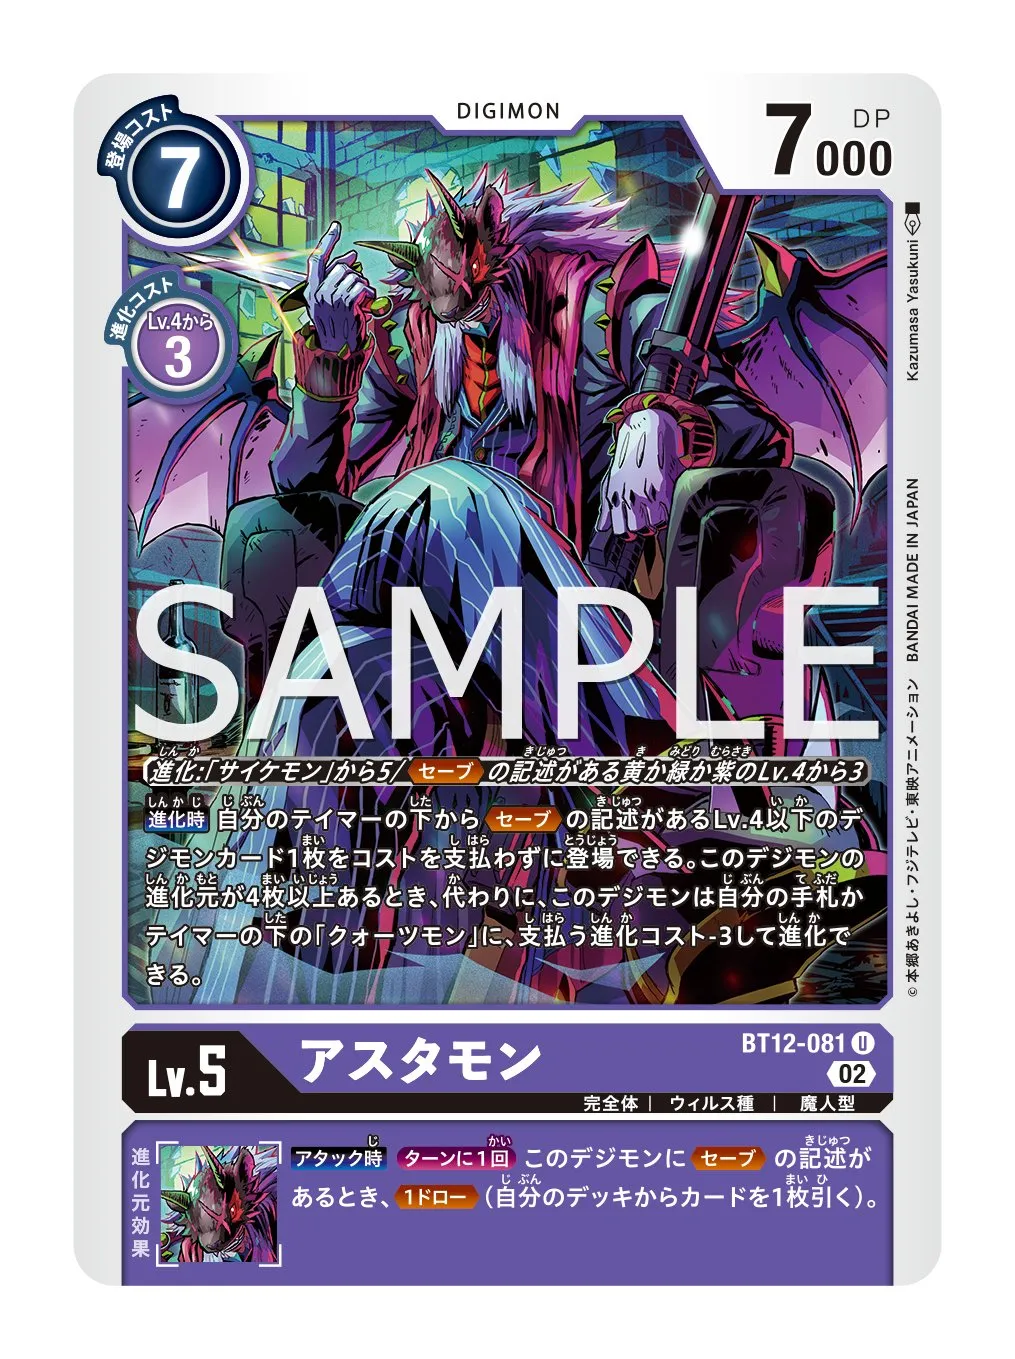 DIGIMON
登場コスト
7
7000
DP
進化コスト
Lv.4から
3
Kazumasa Yasukuni
SAMPLE
進化:「サイケモン」から5/セーブの記述がある黄か緑か紫のLv.4から3
進化時 自分のテイマーの下からセーブの記述があるLv.4以下のデ
ジモンカード1枚をコストを支払わずに登場できる。このデジモンの
進化元が4枚以上あるとき、代わりに、このデジモンは自分の手札か
テイマーの下の「クォーツモン」に、支払う進化コスト-3して進化で
きる。
© 本郷あきよし・フジテレビ・東映アニメーション BANDAI MADE IN JAPAN
Lv.5
アスタモン
BT12-081 U
02
完全体 | ウィルス種 | 魔人型
進化元効果
アタック時 ターンに1回 このデジモンにセーブの記述が
あるとき、1ドロー(自分のデッキからカードを1枚引く)。